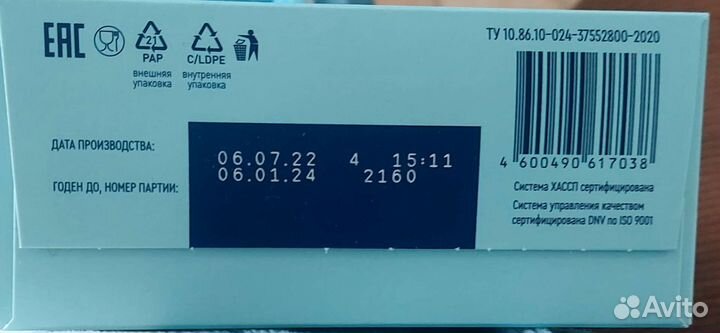 EAC
ТУ 10.86.10-024-37552800-2020
21
PAP
C/LDPE
внешняя
упаковка
внутренняя
упаковка
ДАТА ПРОИЗВОДСТВА:
06.07.22 4 15:11
ГОДЕН ДО, НОМЕР ПАРТИИ:
06.01.24 2160
4 600490 617038
Система ХАССП сертифицирована
Система управления качеством
сертифицирована DNV по ISO 9001
Avito